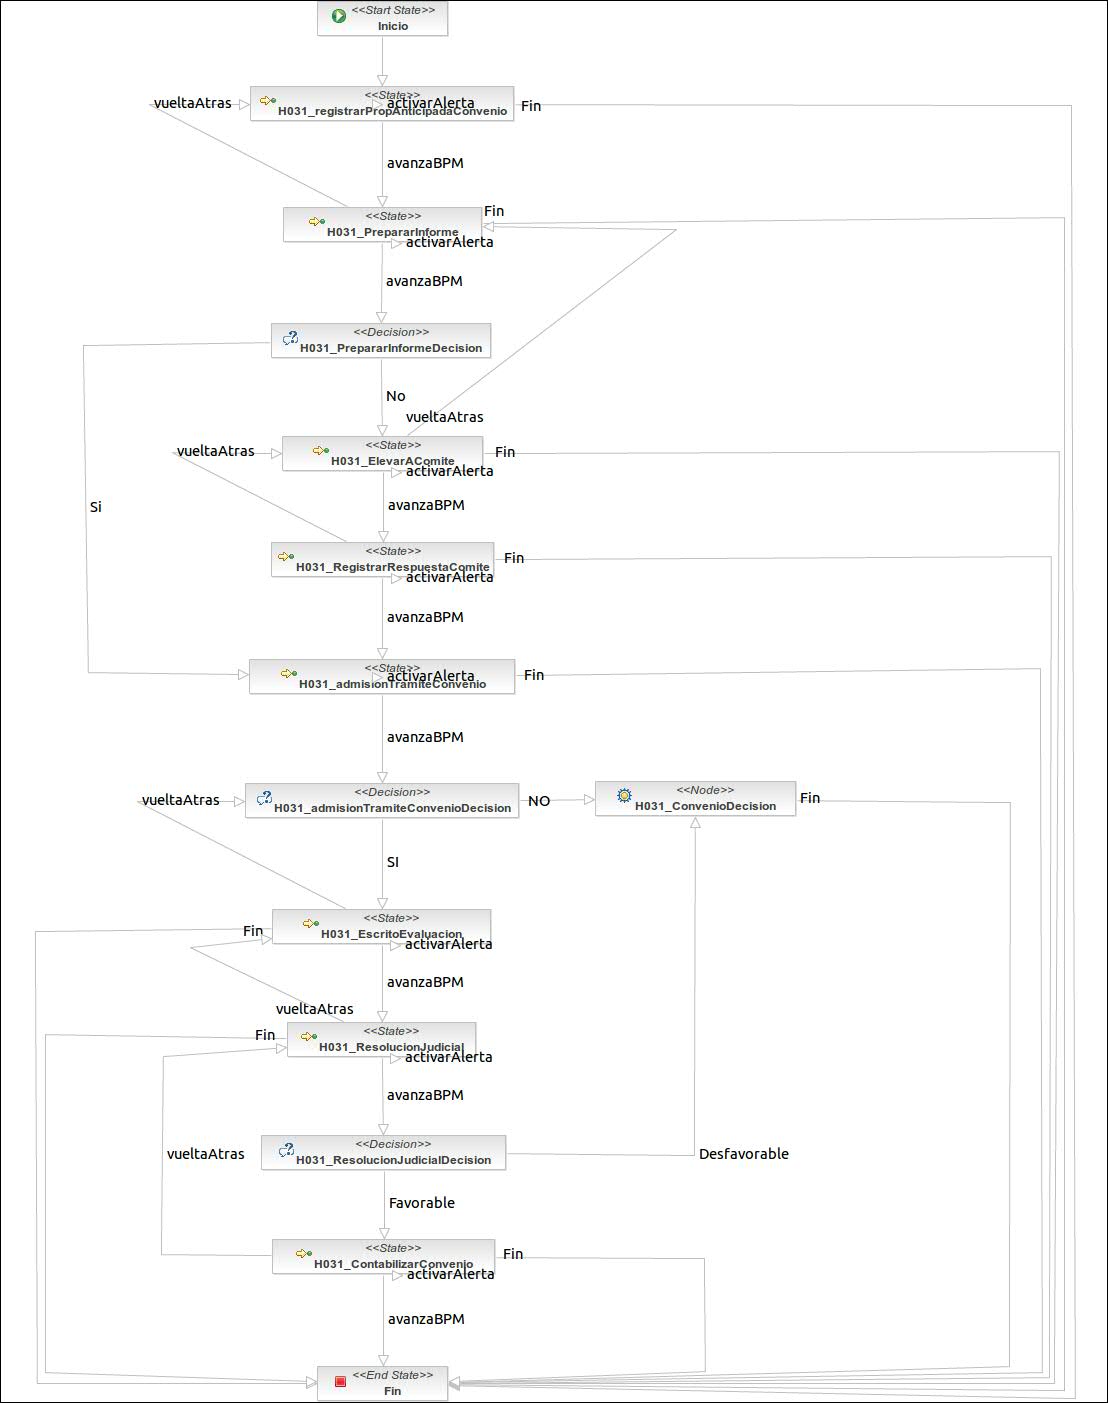 <<Start State>>
Inicio
vueltaAtras
<<State>>
activarAlerta
H031_registrarPropAnticipadaConvenio
Fin
avanzaBPM
<<State>>
H031_PrepararInforme
Fin
activarAlerta
avanzaBPM
<<Decision>>
H031_PrepararInformeDecision
No
vueltaAtras
vueltaAtras
<<State>>
H031_ElevarAComite
Fin
activarAlerta
avanzaBPM
Si
<<State>>
H031_RegistrarRespuestaComite
Fin
activarAlerta
avanzaBPM
<<State>>
activarAlerta
H031_admisionTramiteConvenio
Fin
avanzaBPM
vueltaAtras
<<Decision>>
H031_admisionTramiteConvenioDecision
NO
<<Node>>
H031_ConvenioDecision
Fin
SI
<<State>>
Fin
H031_EscritoEvaluacion
activarAlerta
avanzaBPM
vueltaAtras
<<State>>
Fin
H031_ResolucionJudicial
activarAlerta
avanzaBPM
<<Decision>>
H031_ResolucionJudicialDecision
vueltaAtras
Desfavorable
Favorable
<<State>>
H031_ContabilizarConvenio
Fin
activarAlerta
avanzaBPM
<<End State>>
Fin